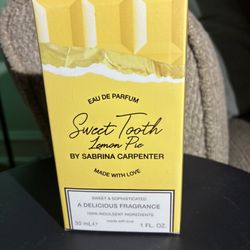 EAU DE PARFUM
Sweet Tooth
Lemon Pie
BY SABRINA CARPENTER
MADE WITH LOVE
SWEET & SOPHISTICATED
A DELICIOUS FRAGRANCE
100% INDULGENT INGREDIENTS
made with love
30 mL℮ 1 FL. OZ.